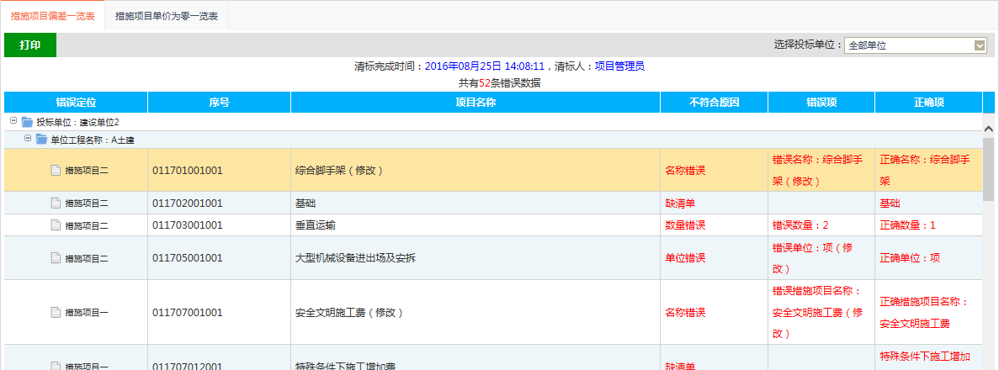 措施项目偏差一览表 措施项目单价为零一览表
打印 选择投标单位：全部单位
清标完成时间：2016年08月25日 14:08:11，清标人：项目管理员
共有52条错误数据
错误定位 序号 项目名称 不符合原因 错误项 正确项
投标单位：建设单位2
单位工程名称：A土建
措施项目二 011701001001 综合脚手架（修改） 名称错误 错误名称：综合脚手架（修改） 正确名称：综合脚手架
措施项目二 011702001001 基础 缺清单 基础
措施项目二 011703001001 垂直运输 数量错误 错误数量：2 正确数量：1
措施项目二 011705001001 大型机械设备进出场及安拆 单位错误 错误单位：项（修改） 正确单位：项
措施项目一 011707001001 安全文明施工费（修改） 名称错误 错误措施项目名称：安全文明施工费（修改） 正确措施项目名称：安全文明施工费
措施项目一 011707012001 特殊条件下施工增加费 缺清单 特殊条件下施工增加